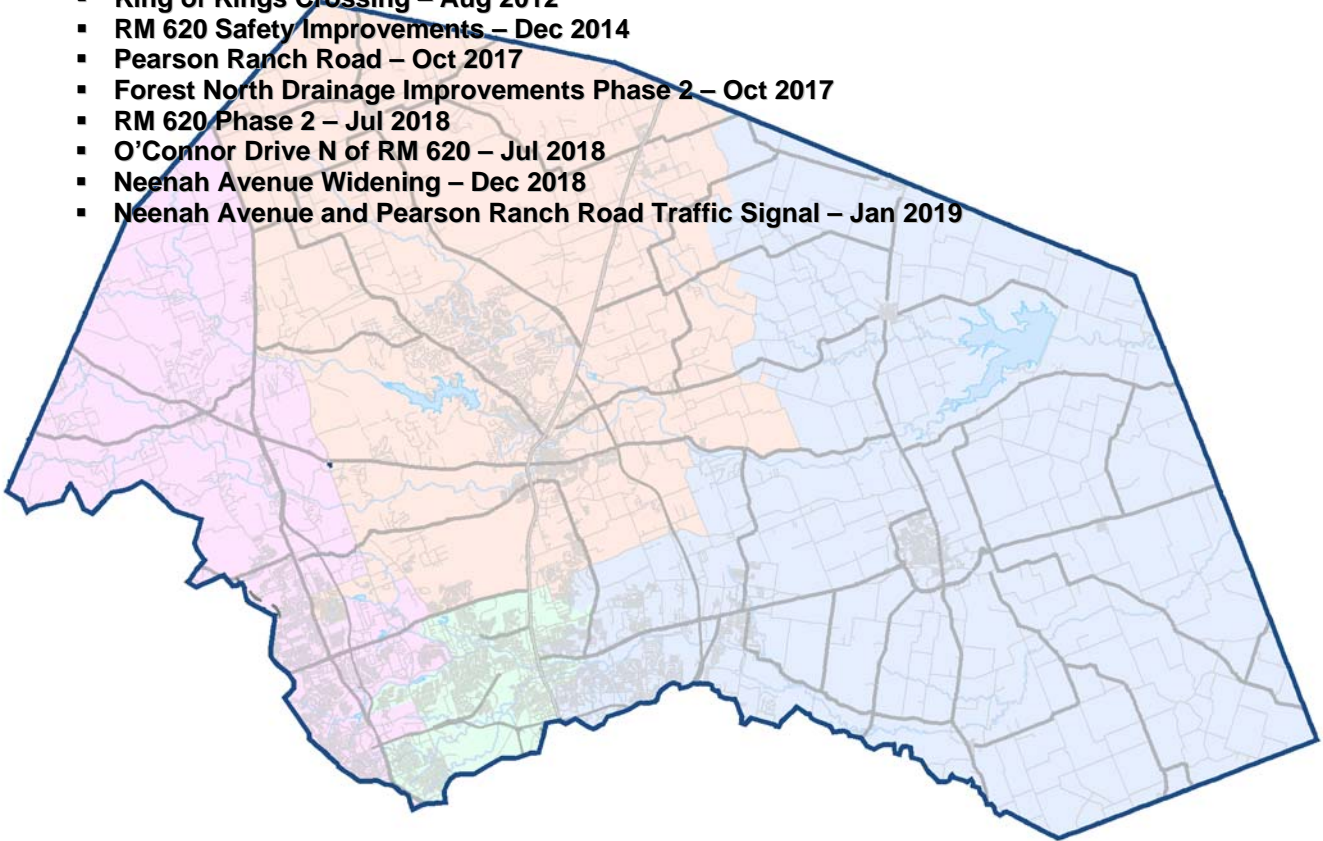 ▪ King of Kings Crossing – Aug 2012
▪ RM 620 Safety Improvements – Dec 2014
▪ Pearson Ranch Road – Oct 2017
▪ Forest North Drainage Improvements Phase 2 – Oct 2017
▪ RM 620 Phase 2 – Jul 2018
▪ O’Connor Drive N of RM 620 – Jul 2018
▪ Neenah Avenue Widening – Dec 2018
▪ Neenah Avenue and Pearson Ranch Road Traffic Signal – Jan 2019